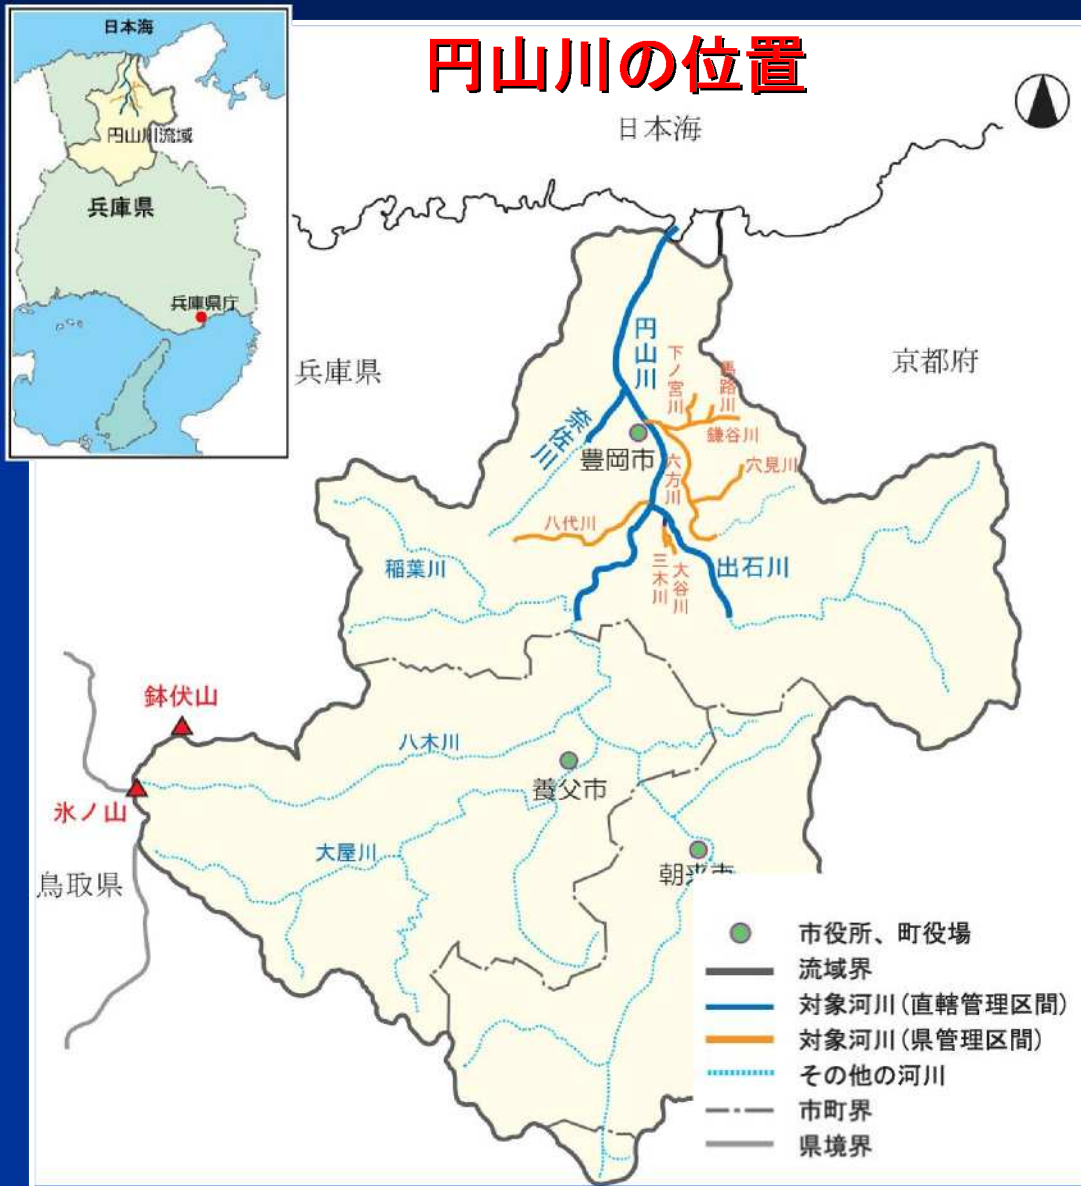 円山川の位置
日本海
円山川流域
兵庫県
兵庫県庁
日本海
兵庫県
京都府
円山川
下ノ宮川
馬路川
奈佐川
鎌谷川
豊岡市
六方川
穴見川
八代川
稲葉川
三木川
大谷川
出石川
鉢伏山
八木川
氷ノ山
養父市
大屋川
朝来市
鳥取県
市役所、町役場
流域界
対象河川(直轄管理区間)
対象河川(県管理区間)
その他の河川
市町界
県境界